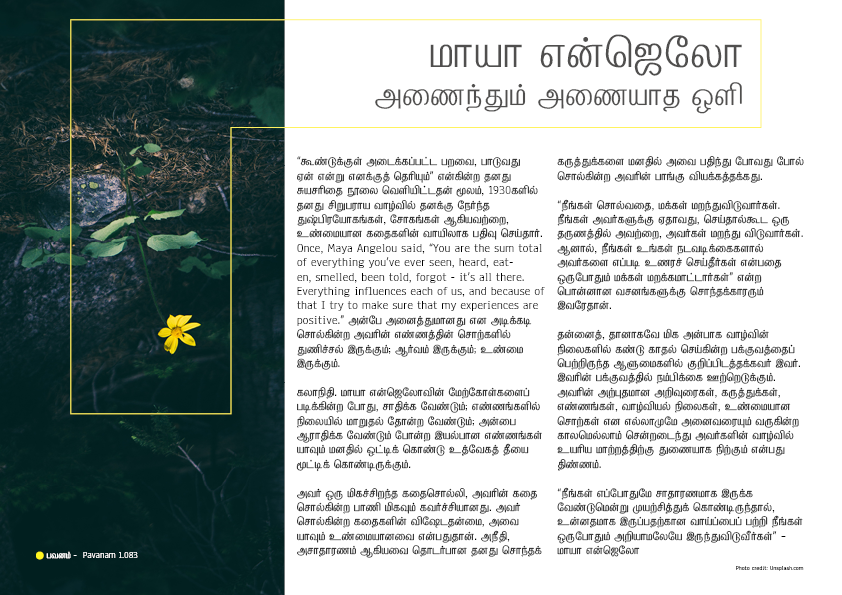 மாயா என்ஜெலோ
அணைந்தும் அணையாத ஒளி
“கூண்டுக்குள் அடைக்கப்பட்ட பறவை, பாடுவது
ஏன் என்று எனக்குத் தெரியும்” என்கின்ற தனது
சுயசரிதை நூலை வெளியிட்டதன் மூலம், 1930களில்
தனது சிறுபராய வாழ்வில் தனக்கு நேர்ந்த
துஷ்பிரயோகங்கள், சோகங்கள் ஆகியவற்றை,
உண்மையான கதைகளின் வாயிலாக பதிவு செய்தார்.
Once, Maya Angelou said, “You are the sum total
of everything you’ve ever seen, heard, eat-
en, smelled, been told, forgot - it’s all there.
Everything influences each of us, and because of
that I try to make sure that my experiences are
positive.” அன்பே அனைத்துமானது என அடிக்கடி
சொல்கின்ற அவரின் எண்ணத்தின் சொற்களில்
துணிச்சல் இருக்கும்; ஆர்வம் இருக்கும்; உண்மை
இருக்கும்.
கலாநிதி. மாயா என்ஜெலோவின் மேற்கோள்களைப்
படிக்கின்ற போது, சாதிக்க வேண்டும்; எண்ணங்களில்
நிலையில் மாறுதல் தோன்ற வேண்டும்; அன்பை
ஆராதிக்க வேண்டும் போன்ற இயல்பான எண்ணங்கள்
யாவும் மனதில் ஒட்டிக் கொண்டு உத்வேகத் தீயை
மூட்டிக் கொண்டிருக்கும்.
அவர் ஒரு மிகச்சிறந்த கதைசொல்லி, அவரின் கதை
சொல்கின்ற பாணி மிகவும் கவர்ச்சியானது. அவர்
சொல்கின்ற கதைகளின் விஷேடதன்மை, அவை
யாவும் உண்மையானவை என்பதுதான். அநீதி,
அசாதாரணம் ஆகியவை தொடர்பான தனது சொந்தக்
கருத்துக்களை மனதில் அவை பதிந்து போவது போல்
சொல்கின்ற அவரின் பாங்கு வியக்கத்தக்கது.
“நீங்கள் சொல்வதை, மக்கள் மறந்துவிடுவார்கள்.
நீங்கள் அவர்களுக்கு ஏதாவது, செய்தால்கூட ஒரு
தருணத்தில் அவற்றை, அவர்கள் மறந்து விடுவார்கள்.
ஆனால், நீங்கள் உங்கள் நடவடிக்கைகளால்
அவர்களை எப்படி உணரச் செய்தீர்கள் என்பதை
ஒருபோதும் மக்கள் மறக்கமாட்டார்கள்” என்ற
பொன்னான வசனங்களுக்கு சொந்தக்காரரும்
இவரேதான்.
தன்னைத், தானாகவே மிக அன்பாக வாழ்வின்
நிலைகளில் கண்டு காதல் செய்கின்ற பக்குவத்தைப்
பெற்றிருந்த ஆளுமைகளில் குறிப்பிடத்தக்கவர் இவர்.
இவரின் பக்குவத்தில் நம்பிக்கை ஊற்றெடுக்கும்.
அவரின் அற்புதமான அறிவுரைகள், கருத்துக்கள்,
எண்ணங்கள், வாழ்வியல் நிலைகள், உண்மையான
சொற்கள் என எல்லாமுமே அனைவரையும் வருகின்ற
காலமெல்லாம் சென்றடைந்து அவர்களின் வாழ்வில்
உயரிய மாற்றத்திற்கு துணையாக நிற்கும் என்பது
திண்ணம்.
“நீங்கள் எப்போதுமே சாதாரணமாக இருக்க
வேண்டுமென்று முயற்சித்துக் கொண்டிருந்தால்,
உன்னதமாக இருப்பதற்கான வாய்ப்பைப் பற்றி நீங்கள்
ஒருபோதும் அறியாமலேயே இருந்துவிடுவீர்கள்” –
மாயா என்ஜெலோ
பவனம் – Pavanam 1.083
Photo credit: Unsplash.com